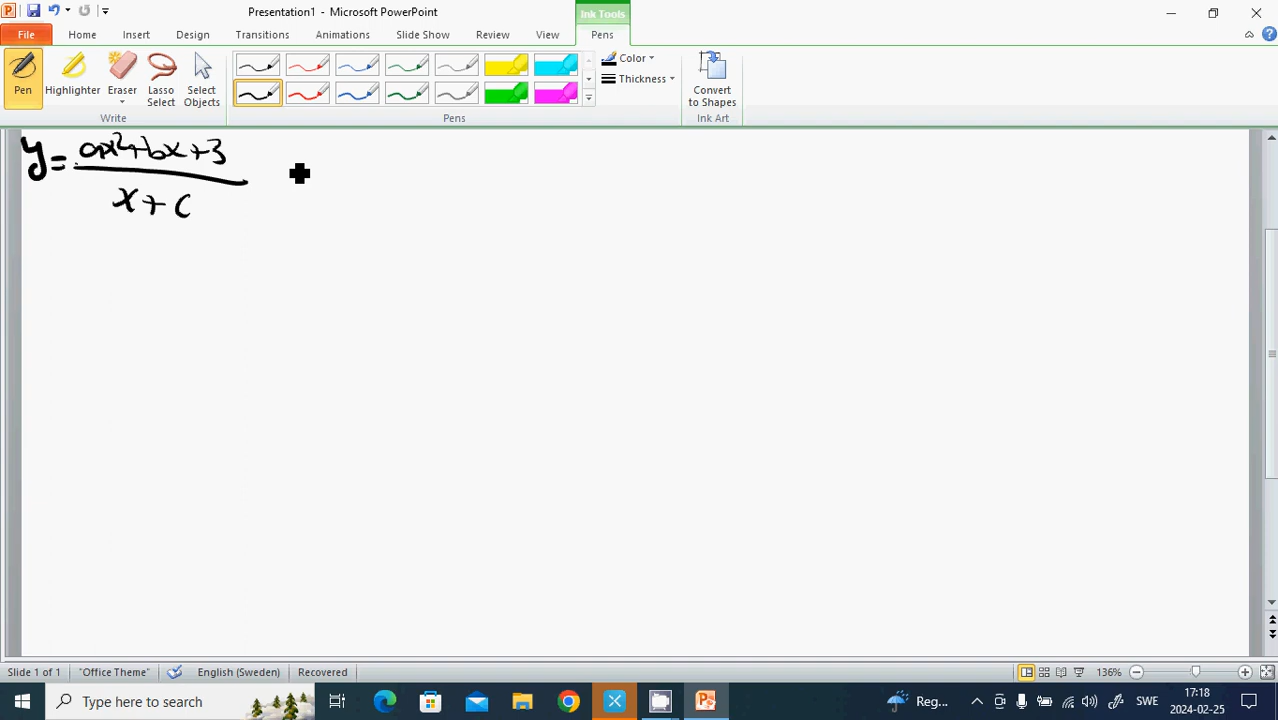 Presentation1 - Microsoft PowerPoint
Ink Tools
File Home Insert Design Transitions Animations Slide Show Review View Pens
Pen Highlighter Eraser Lasso Select Select Objects
Color Thickness
Convert to Shapes
Write Pens Ink Art
y = ax²+bx+3
x + c
Slide 1 of 1 "Office Theme" English (Sweden) Recovered 136%
Type here to search
Reg...
SWE
17:18
2024-02-25